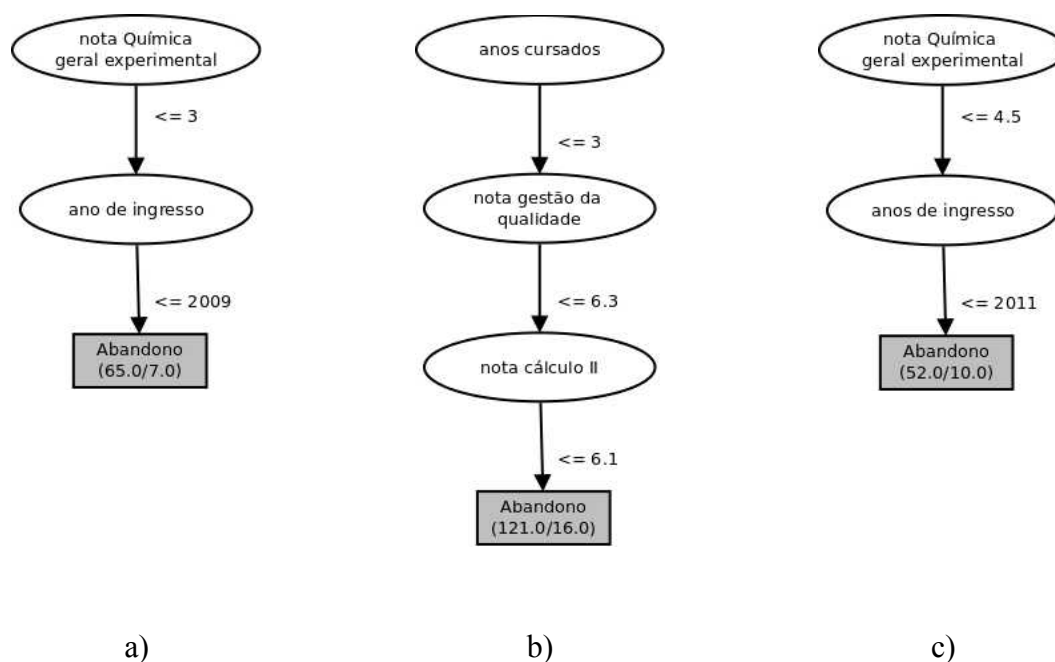 nota Química
geral experimental
<= 3
ano de ingresso
<= 2009
Abandono
(65.0/7.0)
a)
anos cursados
<= 3
nota gestão da
qualidade
<= 6.3
nota cálculo II
<= 6.1
Abandono
(121.0/16.0)
b)
nota Química
geral experimental
<= 4.5
anos de ingresso
<= 2011
Abandono
(52.0/10.0)
c)